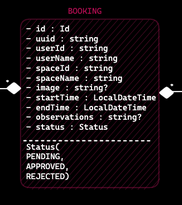 BOOKING
- id : Id
- uuid : string
- userId : string
- userName : string
- spaceId : string
- spaceName : string
- image : string?
- startTime : LocalDateTime
- endTime : LocalDateTime
- observations : string?
- status : Status
Status(
PENDING,
APPROVED,
REJECTED)